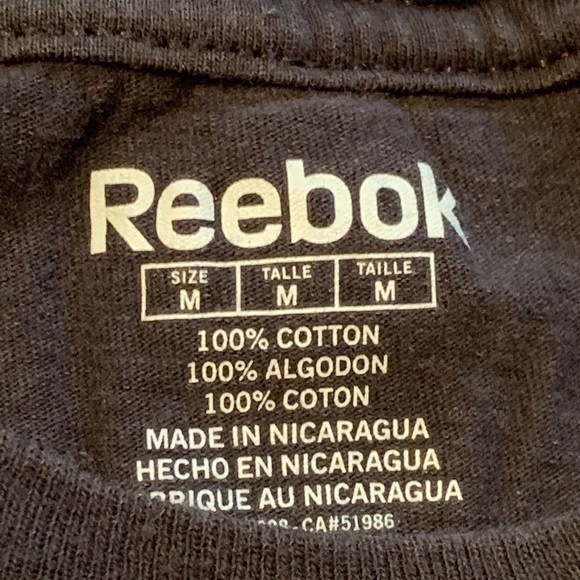 Reebok
SIZE TALLE TAILLE
M M M
100% COTTON
100% ALGODON
100% COTON
MADE IN NICARAGUA
HECHO EN NICARAGUA
AU NICARAGUA
CA#51986